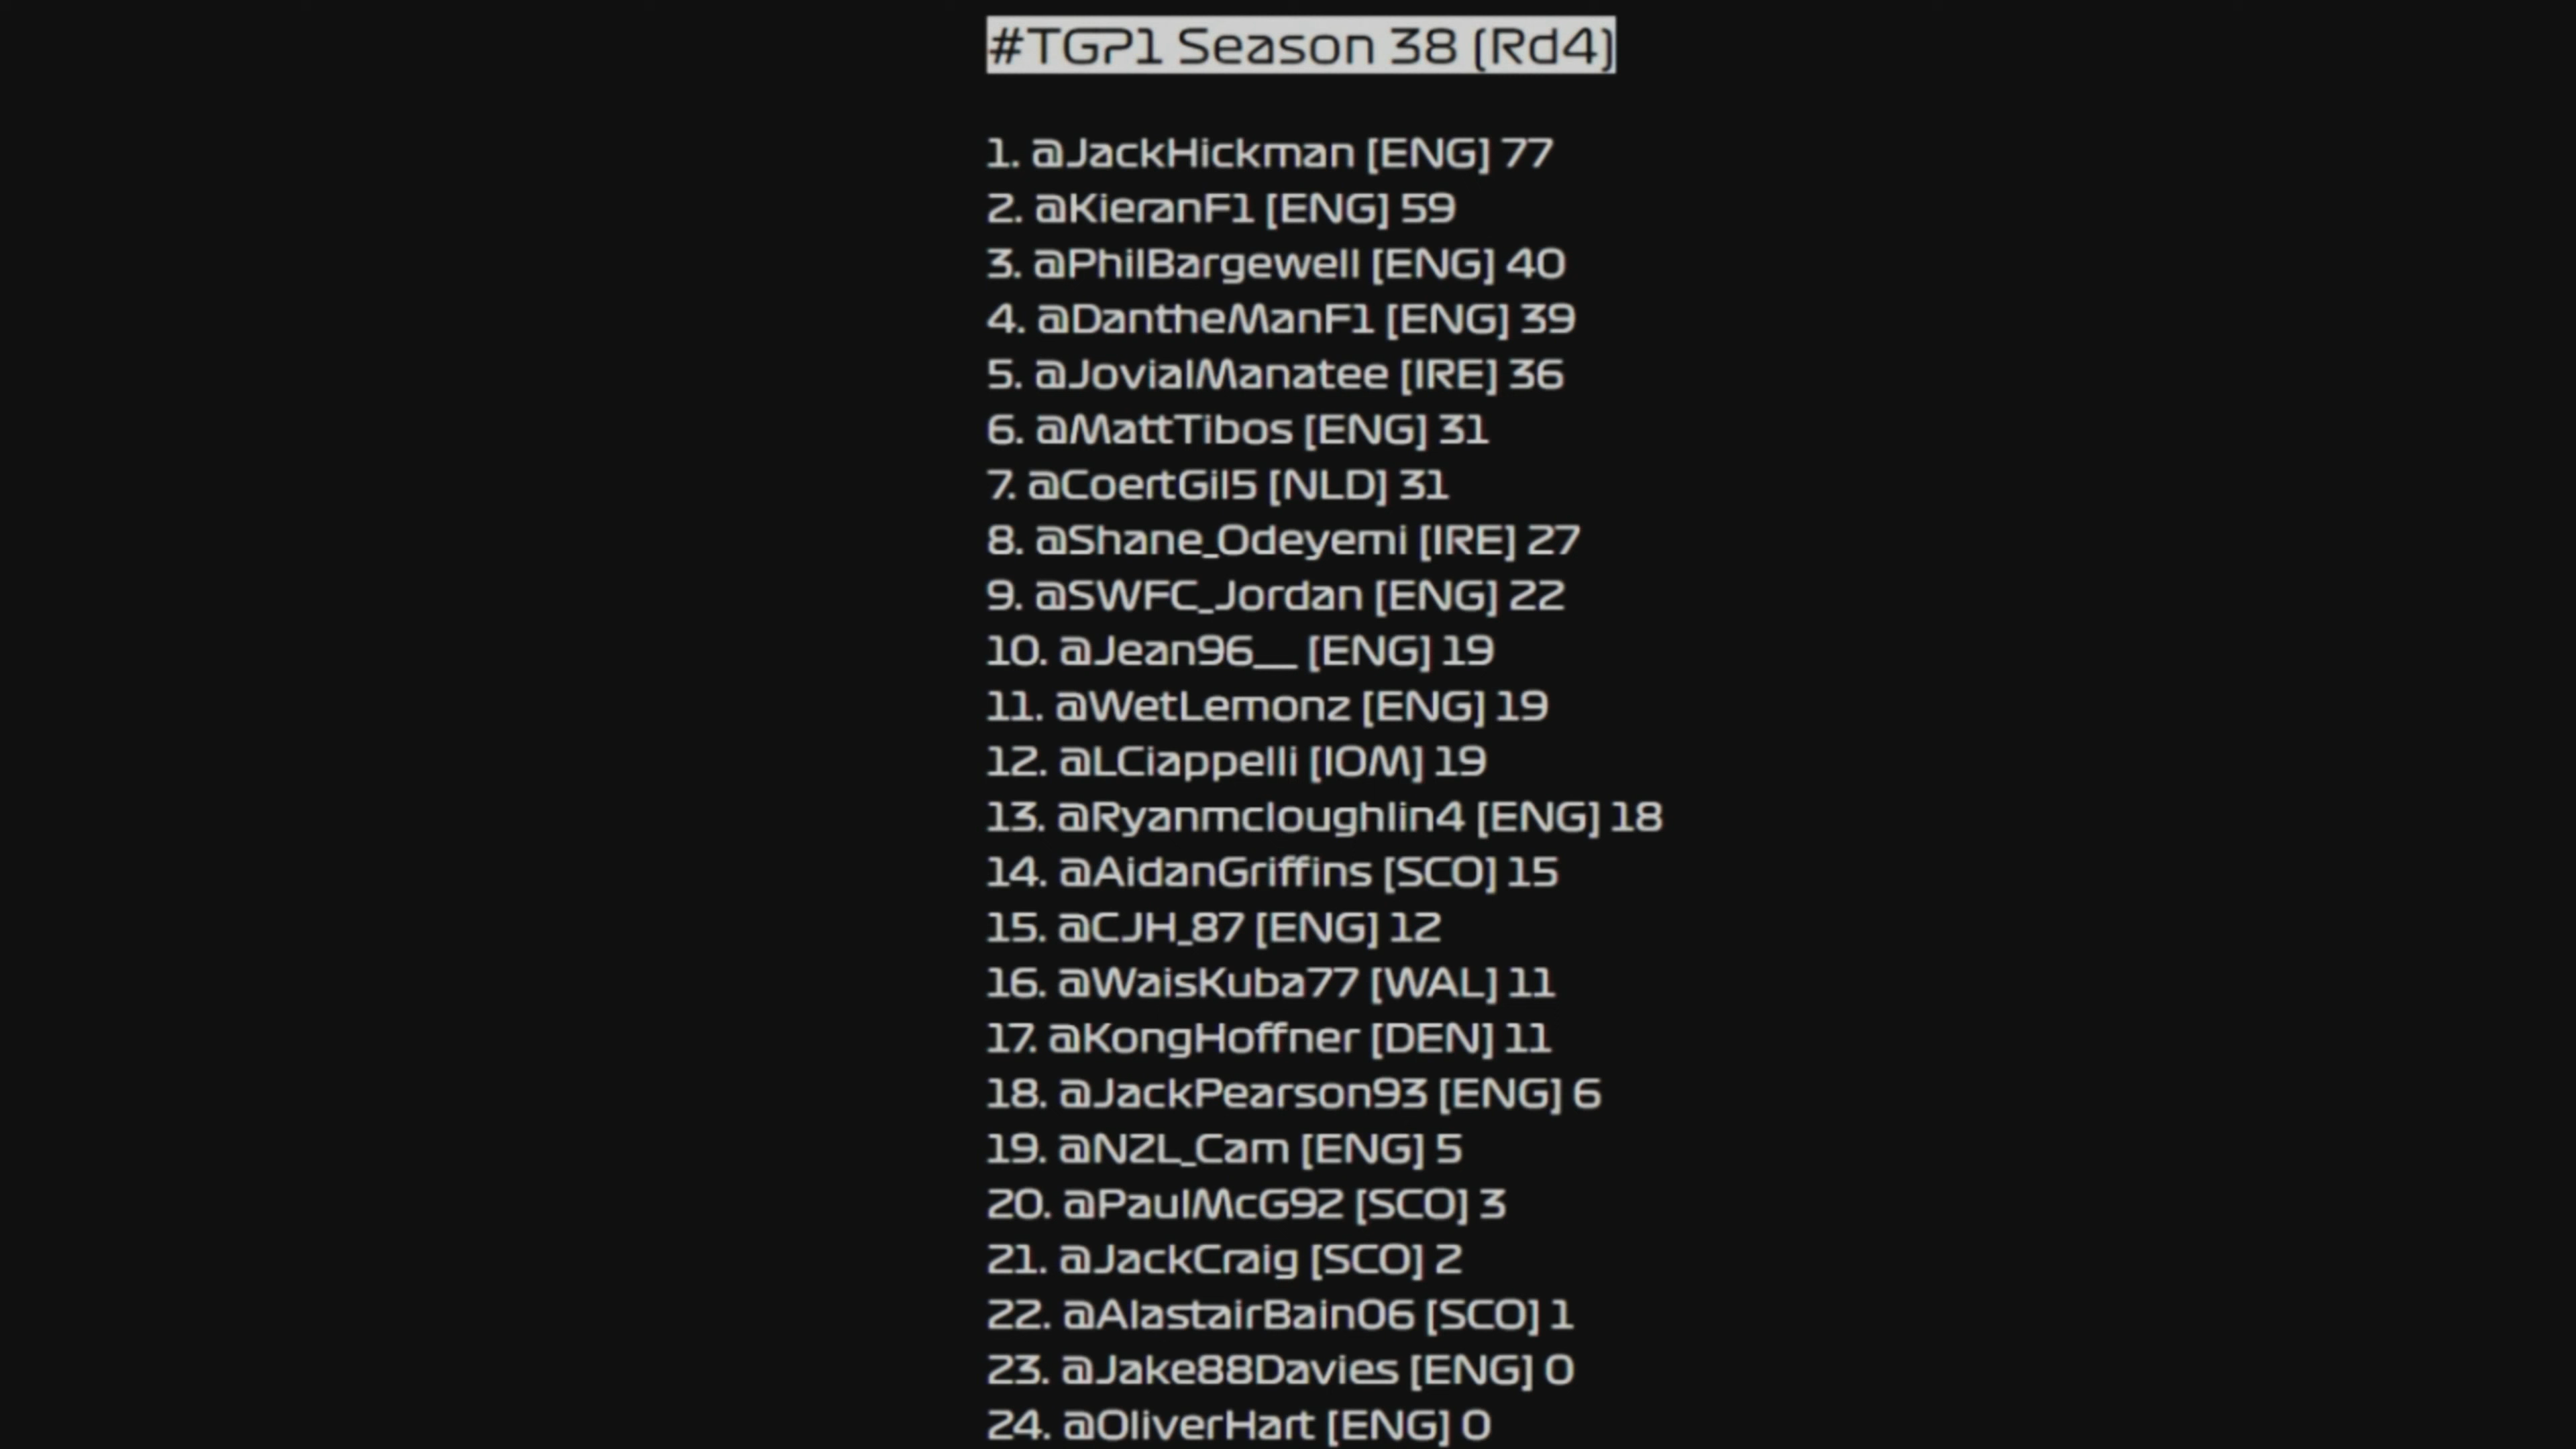 #TGP1 Season 38 (Rd4)
1. @JackHickman [ENG] 77
2. @KieranF1 [ENG] 59
3. @PhilBargewell [ENG] 40
4. @DantheManF1 [ENG] 39
5. @JovialManatee [IRE] 36
6. @MattTibos [ENG] 31
7. @CoertGil5 [NLD] 31
8. @Shane_Odeyemi [IRE] 27
9. @SWFC_Jordan [ENG] 22
10. @Jean96__ [ENG] 19
11. @WetLemonz [ENG] 19
12. @LCiappelli [IOM] 19
13. @Ryanmcloughlin4 [ENG] 18
14. @AidanGriffins [SCO] 15
15. @CJH_87 [ENG] 12
16. @WaisKuba77 [WAL] 11
17. @KongHoffner [DEN] 11
18. @JackPearson93 [ENG] 6
19. @NZL_Cam [ENG] 5
20. @PaulMcG92 [SCO] 3
21. @JackCraig [SCO] 2
22. @AlastairBain06 [SCO] 1
23. @Jake88Davies [ENG] 0
24. @OliverHart [ENG] 0